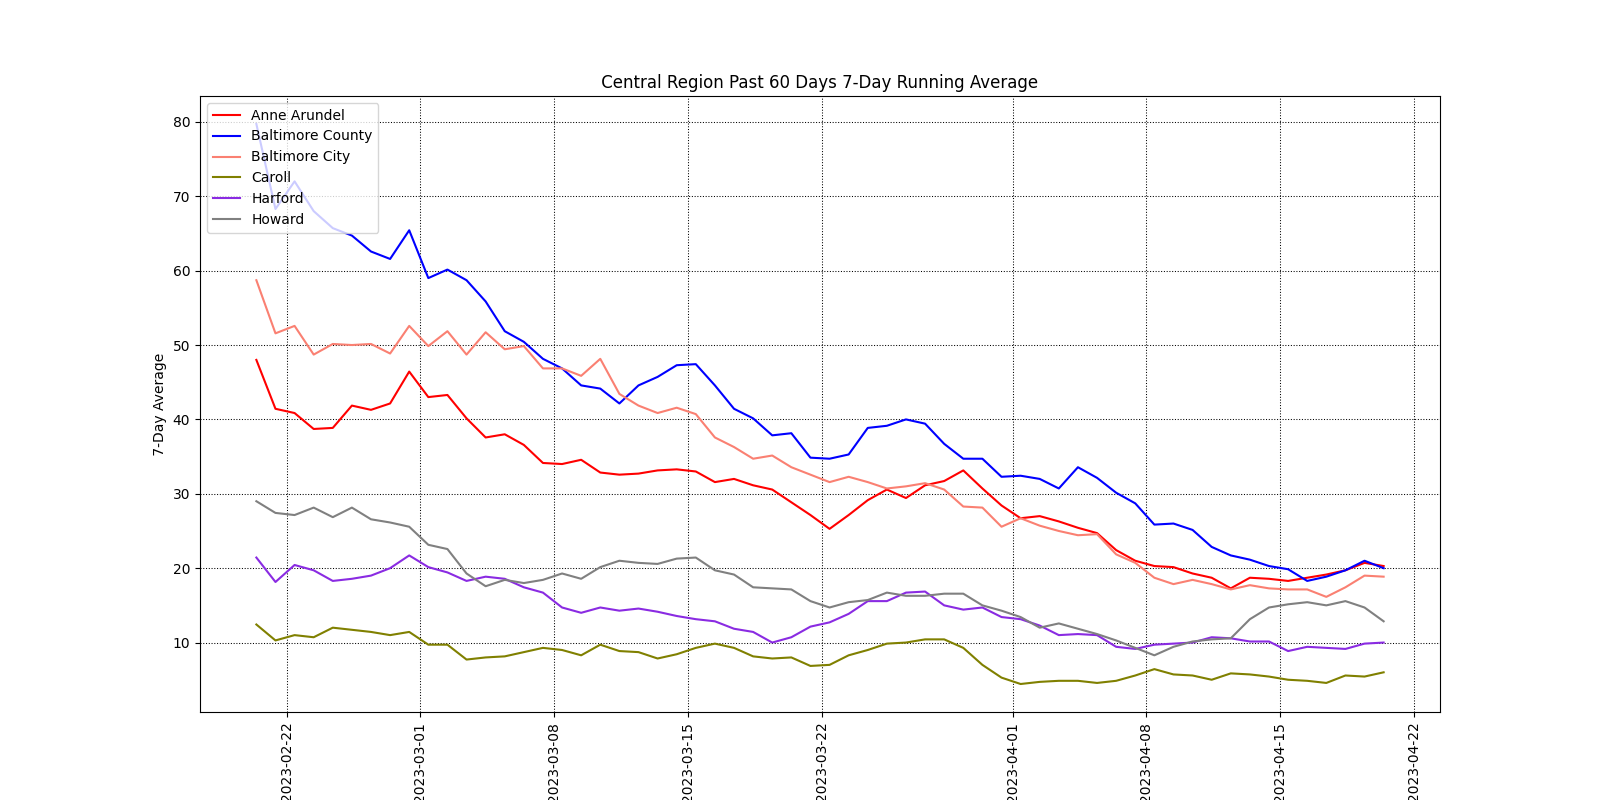 Central Region Past 60 Days 7-Day Running Average
Anne Arundel
Baltimore County
Baltimore City
Caroll
Harford
Howard
7-Day Average
80
70
60
50
40
30
20
10
2023-02-22
2023-03-01
2023-03-08
2023-03-15
2023-03-22
2023-04-01
2023-04-08
2023-04-15
2023-04-22